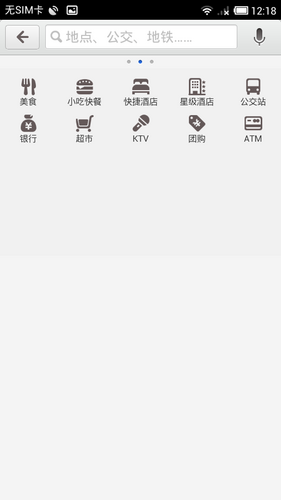 无SIM卡 12:18
地点、公交、地铁......
美食 小吃快餐 快捷酒店 星级酒店 公交站
银行 超市 KTV 团购 ATM